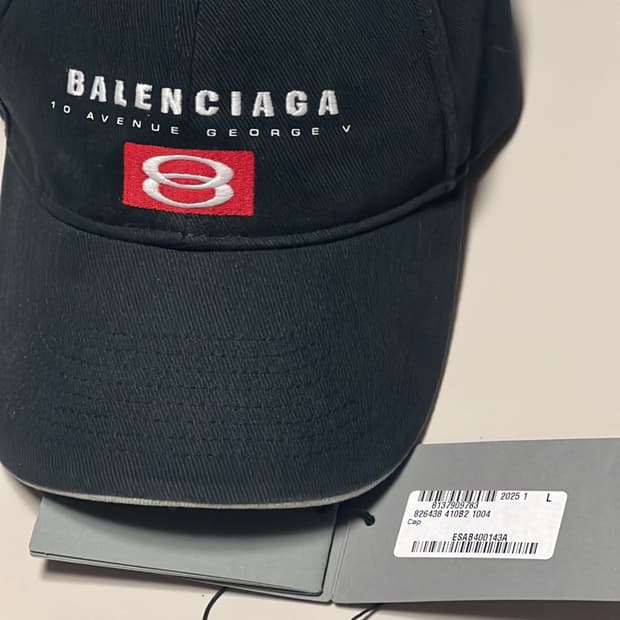 BALENCIAGA
10 AVENUE GEORGE V
2025 1 L
8137909783
826438 410B2 1004
Cap
ESAB400143A